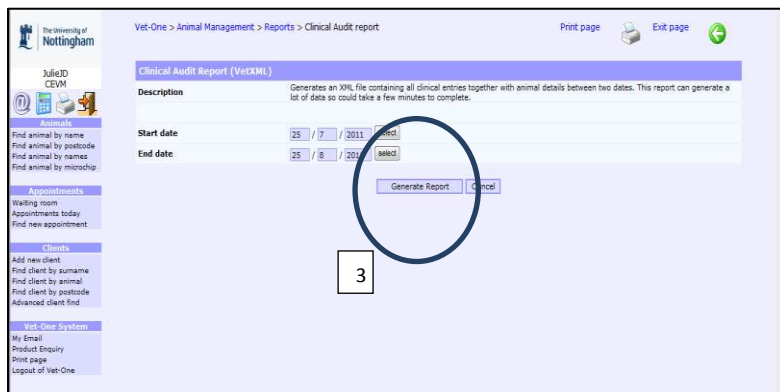 The University of
Nottingham
Vet-One > Animal Management > Reports > Clinical Audit report
Print page
Exit page
JulieJD
CEVM
Animals
Find animal by name
Find animal by postcode
Find animal by names
Find animal by microchip
Appointments
Waiting room
Appointments today
Find new appointment
Clients
Add new client
Find client by surname
Find client by animal
Find client by postcode
Advanced client find
Vet-One System
My Email
Product Enquiry
Print page
Logout of Vet-One
Clinical Audit Report (VetXML)
Description
Generates an XML file containing all clinical entries together with animal details between two dates. This report can generate a
lot of data so could take a few minutes to complete.
Start date
25 / 7 / 2011 select
End date
25 / 8 / select
Generate Report
3